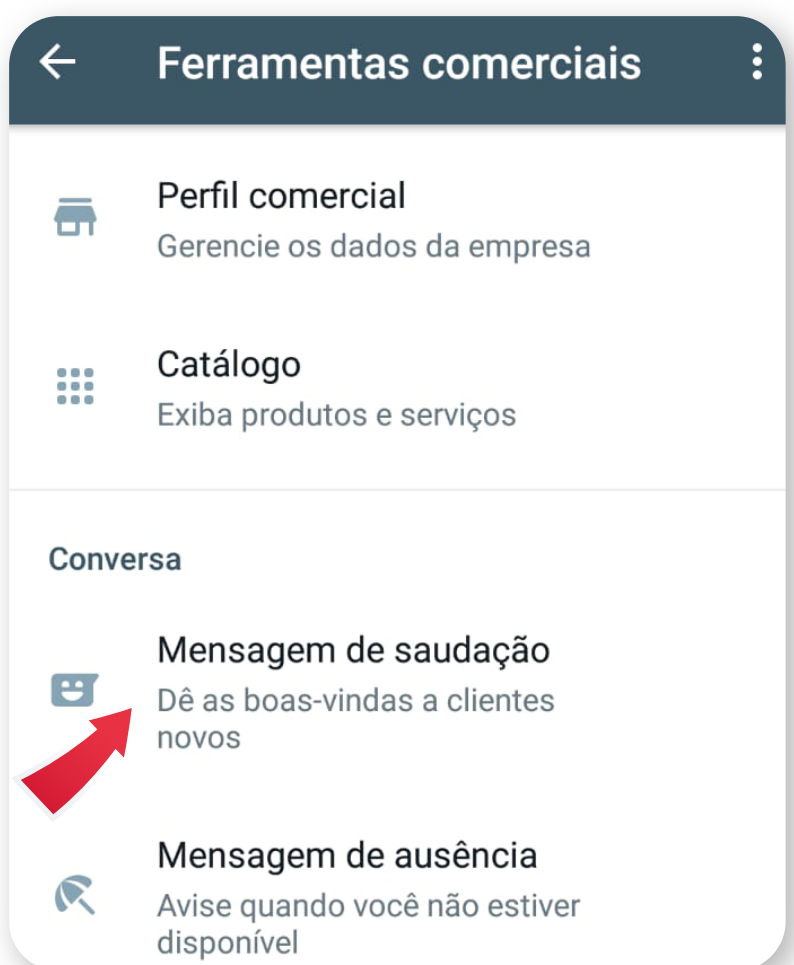 Ferramentas comerciais
Perfil comercial
Gerencie os dados da empresa
Catálogo
Exiba produtos e serviços
Conversa
Mensagem de saudação
Dê as boas-vindas a clientes
novos
Mensagem de ausência
Avise quando você não estiver
disponível